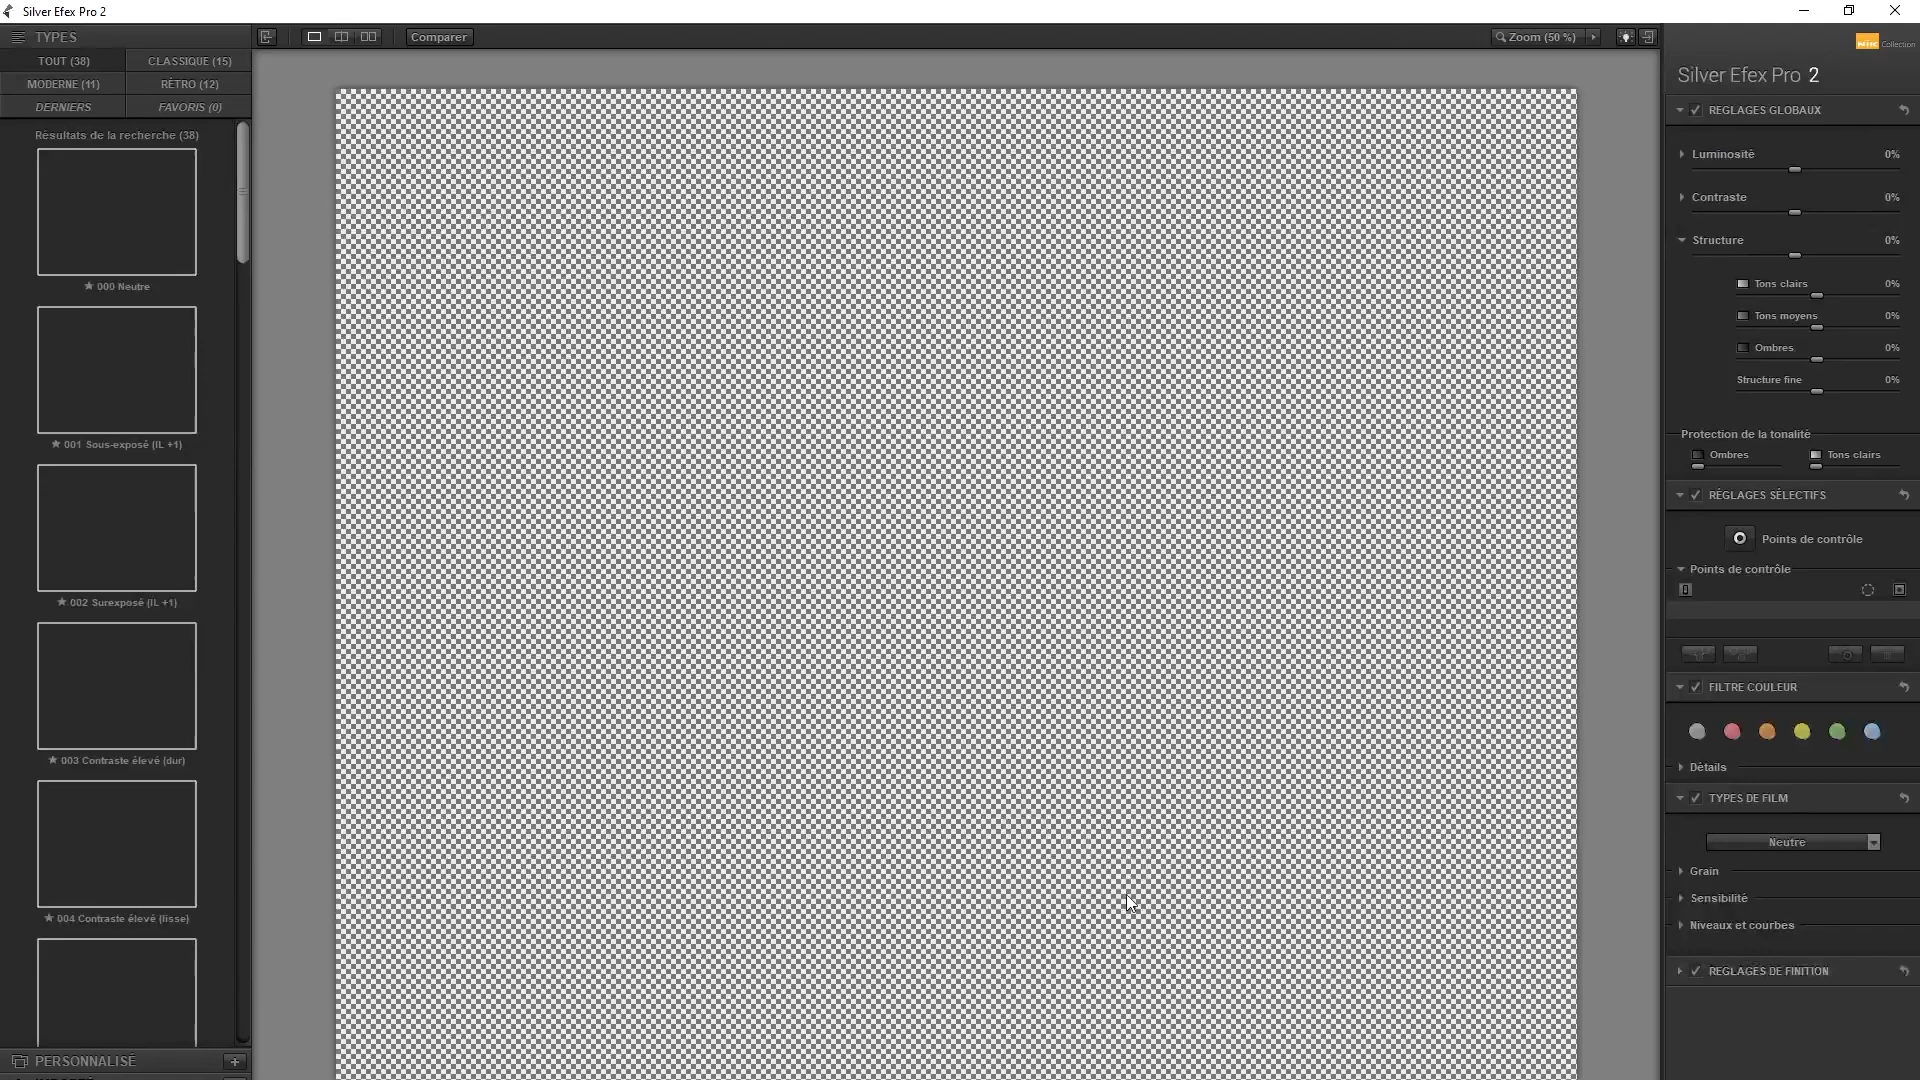 Silver Efex Pro 2
TYPES
TOUT (38)
CLASSIQUE (15)
MODERNE (11)
RÉTRO (12)
DERNIERS
FAVORIS (0)
Résultats de la recherche (38)
000 Neutre
001 Sous-exposé (IL +1)
002 Surexposé (IL +1)
003 Contraste élevé (dur)
004 Contraste élevé (lisse)
PERSONNALISÉ
Comparer
Zoom (50 %)
Nik Collection
Silver Efex Pro 2
REGLAGES GLOBAUX
Luminosité 0%
Contraste 0%
Structure 0%
Tons clairs 0%
Tons moyens 0%
Ombres 0%
Structure fine 0%
Protection de la tonalité
Ombres
Tons clairs
RÉGLAGES SÉLECTIFS
Points de contrôle
Points de contrôle
FILTRE COULEUR
Détails
TYPES DE FILM
Neutre
Grain
Sensibilité
Niveaux et courbes
REGLAGES DE FINITION